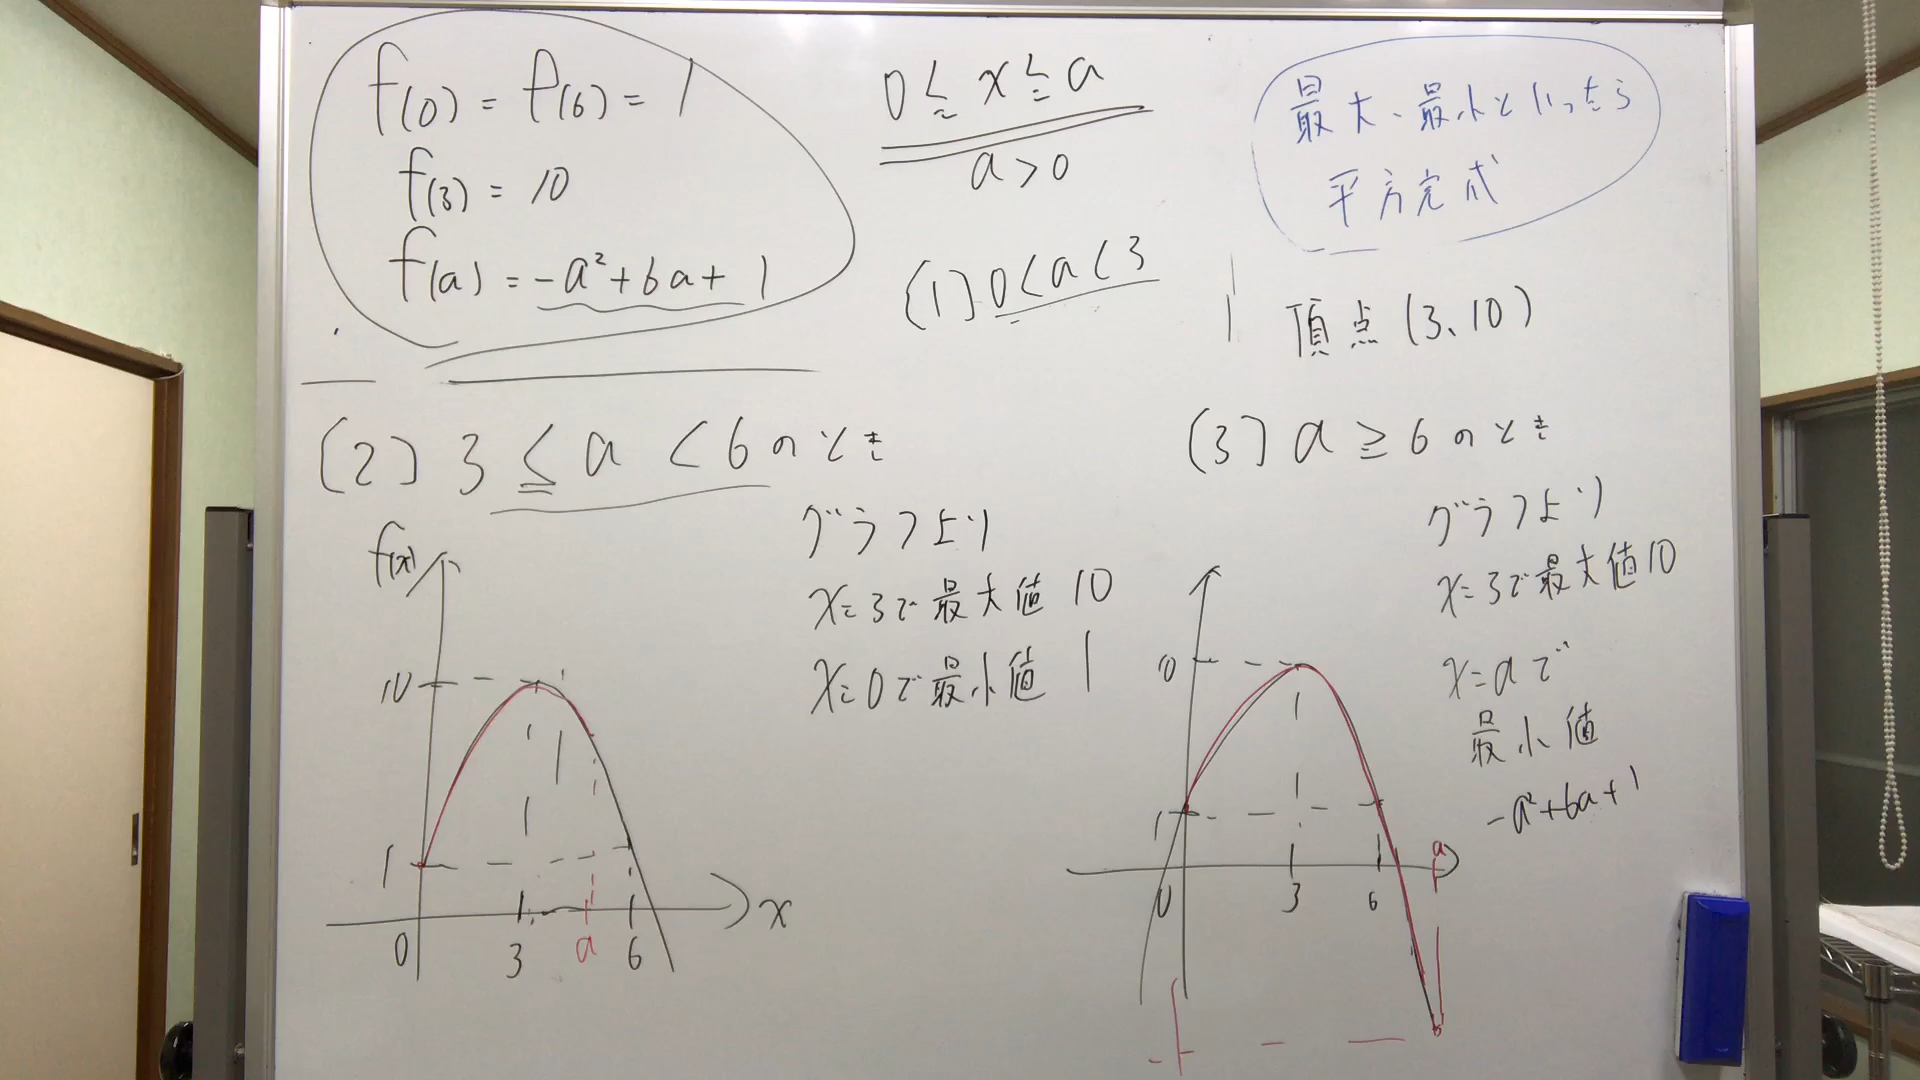 f(0) = f(6) = 1
f(3) = 10
f(a) = -a²+6a+1
0≦x≦a
a>0
(1) 0<a<3
最大、最小といったら
平方完成
頂点(3、10)
(2) 3≦a<6のとき
f(x)
10
1
0
3
a
6
x
グラフより
x=3で最大値10
x=0で最小値1
(3) a≧6のとき
10
1
0
3
6
a
グラフより
x=3で最大値10
x=aで
最小値
-a²+6a+1